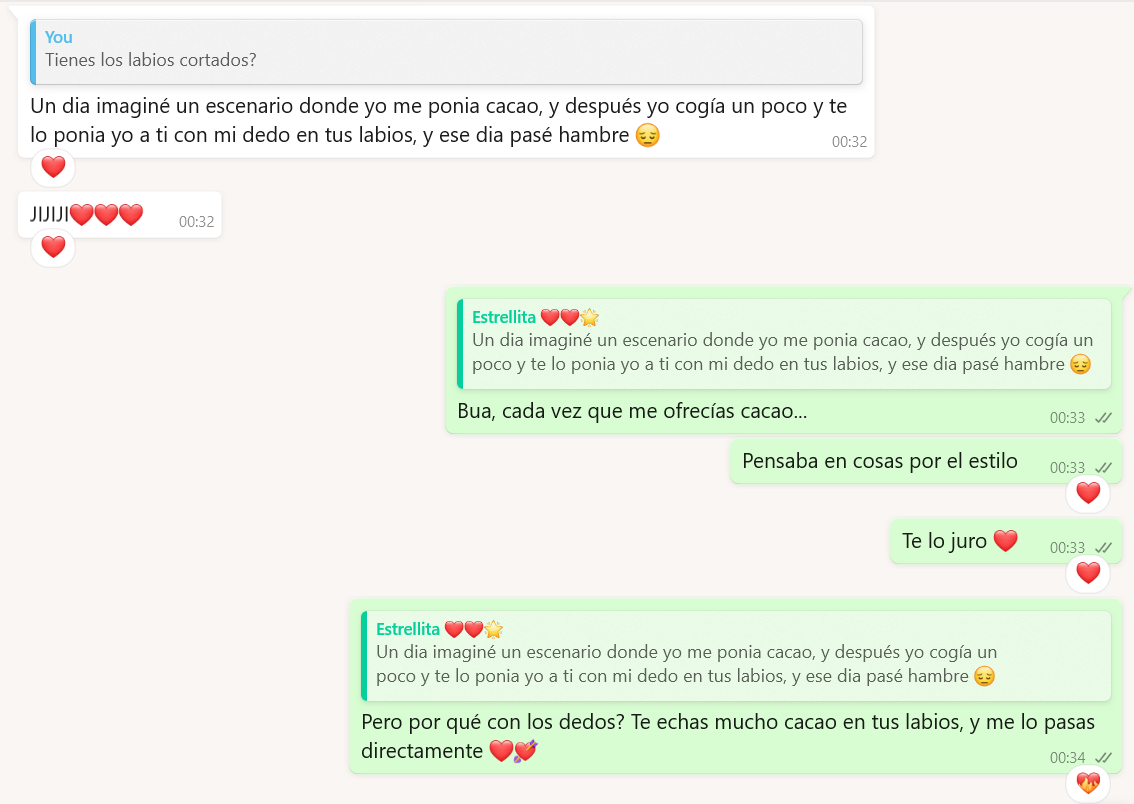 You
Tienes los labios cortados?
Un dia imaginé un escenario donde yo me ponia cacao, y después yo cogía un poco y te
lo ponia yo a ti con mi dedo en tus labios, y ese dia pasé hambre 😔
00:32
❤️
JIJIJI❤️❤️❤️
00:32
❤️
Estrellita ❤️❤️🌟
Un dia imaginé un escenario donde yo me ponia cacao, y después yo cogía un
poco y te lo ponia yo a ti con mi dedo en tus labios, y ese dia pasé hambre 😔
Bua, cada vez que me ofrecías cacao...
00:33
Pensaba en cosas por el estilo
00:33
❤️
Te lo juro ❤️
00:33
❤️
Estrellita ❤️❤️🌟
Un dia imaginé un escenario donde yo me ponia cacao, y después yo cogía un
poco y te lo ponia yo a ti con mi dedo en tus labios, y ese dia pasé hambre 😔
Pero por qué con los dedos? Te echas mucho cacao en tus labios, y me lo pasas
directamente ❤️💘
00:34
❤️‍🔥